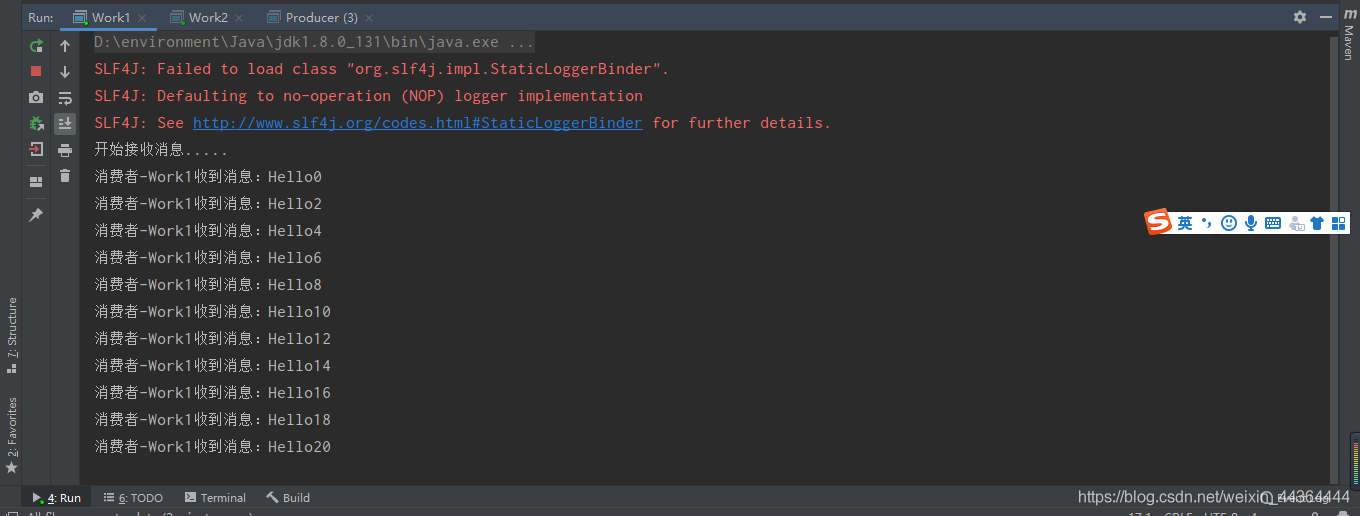 Run: Work1 Work2 Producer (3)
D:\environment\Java\jdk1.8.0_131\bin\java.exe ...
SLF4J: Failed to load class "org.slf4j.impl.StaticLoggerBinder".
SLF4J: Defaulting to no-operation (NOP) logger implementation
SLF4J: See http://www.slf4j.org/codes.html#StaticLoggerBinder for further details.
开始接收消息.....
消费者-Work1收到消息：Hello0
消费者-Work1收到消息：Hello2
消费者-Work1收到消息：Hello4
消费者-Work1收到消息：Hello6
消费者-Work1收到消息：Hello8
消费者-Work1收到消息：Hello10
消费者-Work1收到消息：Hello12
消费者-Work1收到消息：Hello14
消费者-Work1收到消息：Hello16
消费者-Work1收到消息：Hello18
消费者-Work1收到消息：Hello20
m
Maven
英
7: Structure
2: Favorites
4: Run 6: TODO Terminal Build
https://blog.csdn.net/weixin_44364444